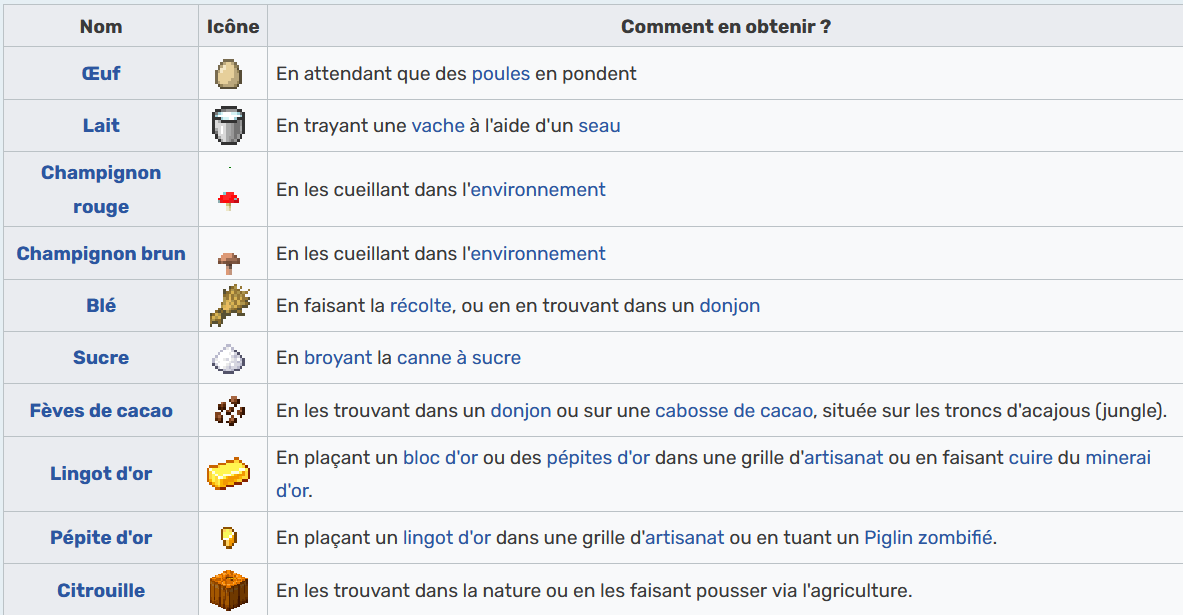 Nom Icône Comment en obtenir ?
Œuf En attendant que des poules en pondent
Lait En trayant une vache à l'aide d'un seau
Champignon
rouge
En les cueillant dans l'environnement
Champignon brun En les cueillant dans l'environnement
Blé En faisant la récolte, ou en en trouvant dans un donjon
Sucre En broyant la canne à sucre
Fèves de cacao En les trouvant dans un donjon ou sur une cabosse de cacao, située sur les troncs d'acajous (jungle).
Lingot d'or
En plaçant un bloc d'or ou des pépites d'or dans une grille d'artisanat ou en faisant cuire du minerai
d'or.
Pépite d'or En plaçant un lingot d'or dans une grille d'artisanat ou en tuant un Piglin zombifié.
Citrouille En les trouvant dans la nature ou en les faisant pousser via l'agriculture.